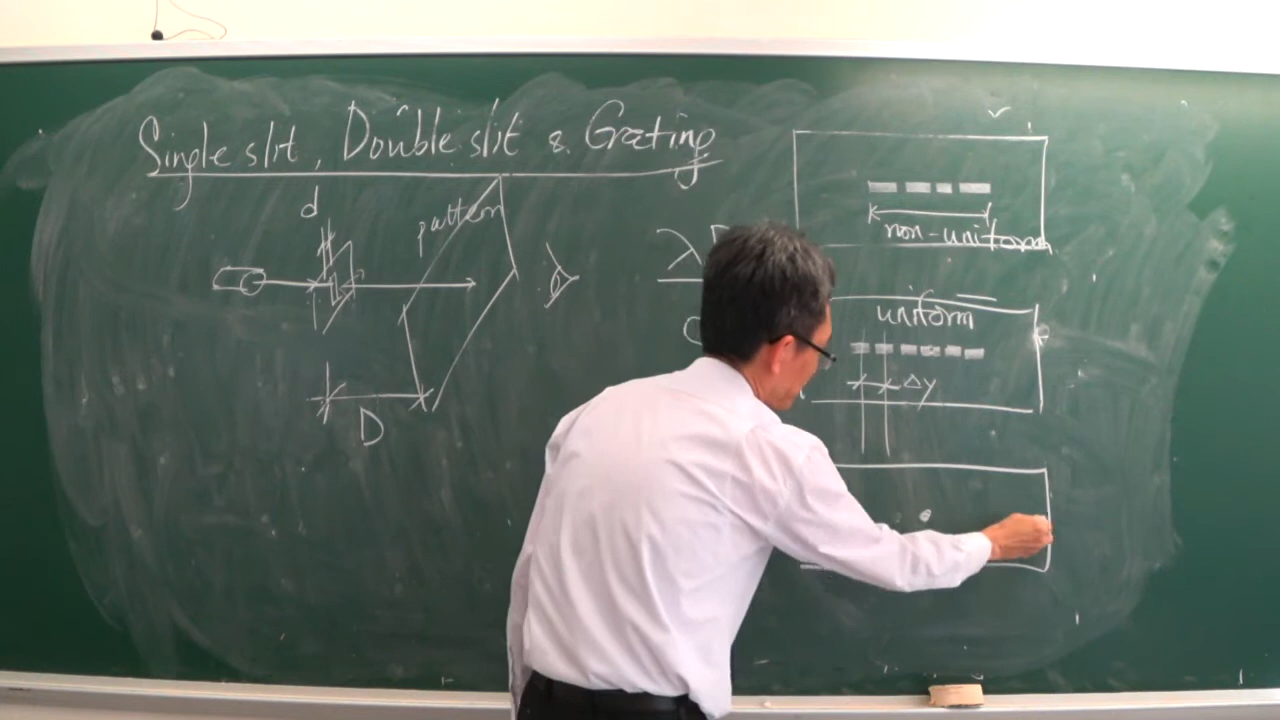 Single slit, Double slit & Grating
d
pattern
D
λ
non-uniform
uniform
Δy